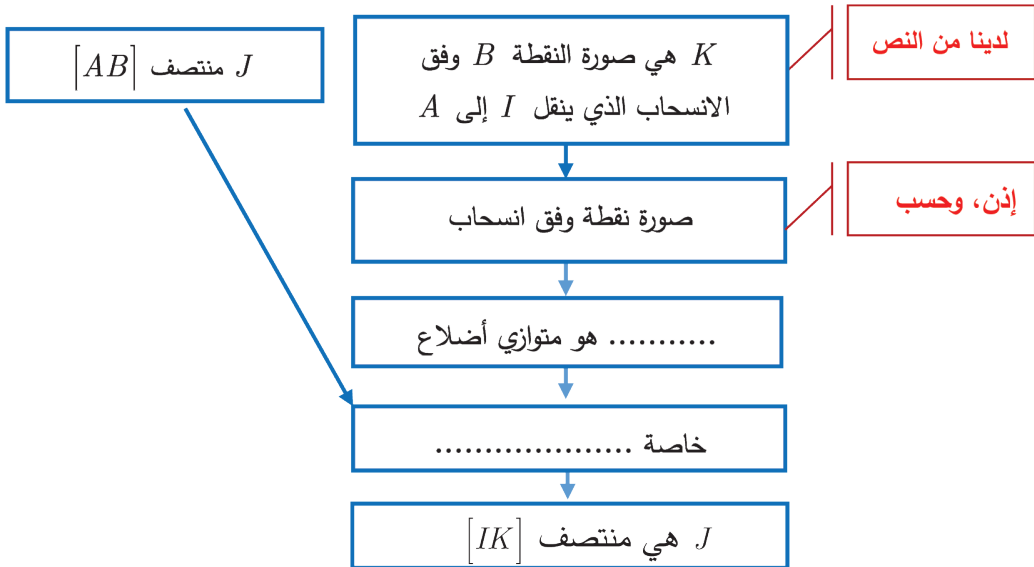 لدينا من النص
K هي صورة النقطة B وفق
الانسحاب الذي ينقل I إلى A
J منتصف [AB]
إذن، وحسب
صورة نقطة وفق انسحاب
........... هو متوازي أضلاع
خاصة ....................
J هي منتصف [IK]